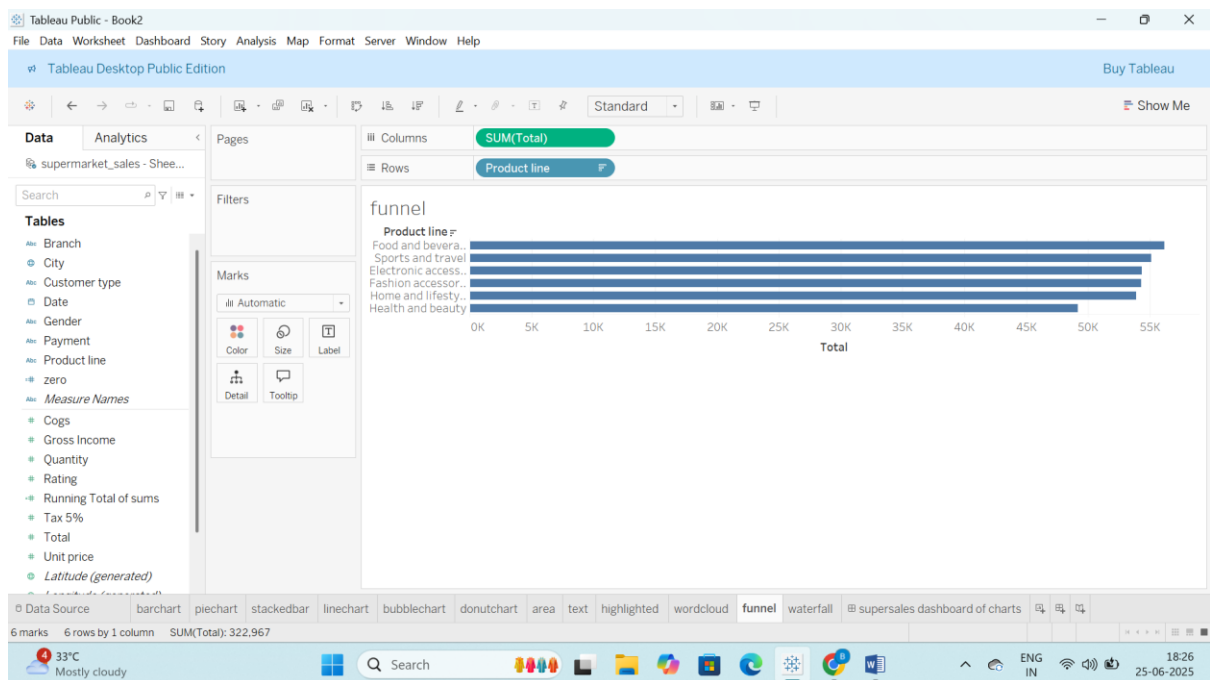 Tableau Public - Book2
File Data Worksheet Dashboard Story Analysis Map Format Server Window Help
Tableau Desktop Public Edition
Buy Tableau
Standard
Show Me
Data
Analytics
supermarket_sales - Shee...
Search
Tables
Abc Branch
City
Abc Customer type
Date
Abc Gender
Abc Payment
Abc Product line
zero
Abc Measure Names
# Cogs
# Gross Income
# Quantity
# Rating
Running Total of sums
# Tax 5%
# Total
# Unit price
Latitude (generated)
Pages
Filters
Marks
Automatic
Color
Size
Label
Detail
Tooltip
Columns
SUM(Total)
Rows
Product line
funnel
Product line
Food and bevera..
Sports and travel
Electronic access..
Fashion accessor..
Home and lifesty..
Health and beauty
0K 5K 10K 15K 20K 25K 30K 35K 40K 45K 50K 55K
Total
Data Source barchart piechart stackedbar linechart bubblechart donutchart area text highlighted wordcloud funnel waterfall supersales dashboard of charts
6 marks 6 rows by 1 column SUM(Total): 322,967
4
33°C
Mostly cloudy
Search
ENG
IN
18:26
25-06-2025